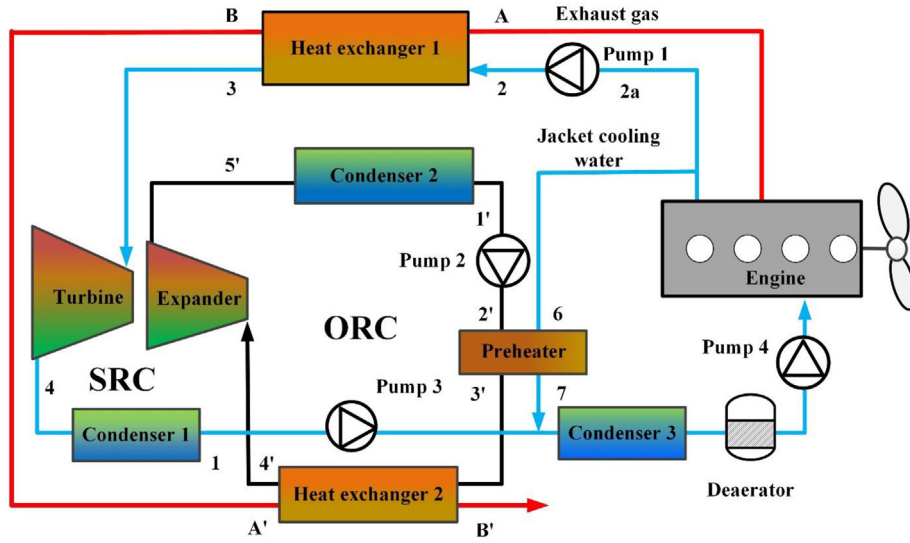 B
A
Exhaust gas
Heat exchanger 1
Pump 1
3
2
2a
Jacket cooling
water
5'
Condenser 2
1'
Pump 2
Turbine
Expander
Engine
ORC
2'
6
Preheater
Pump 4
4
SRC
Pump 3
3'
7
Condenser 1
Condenser 3
1
4'
Heat exchanger 2
Deaerator
A'
B'